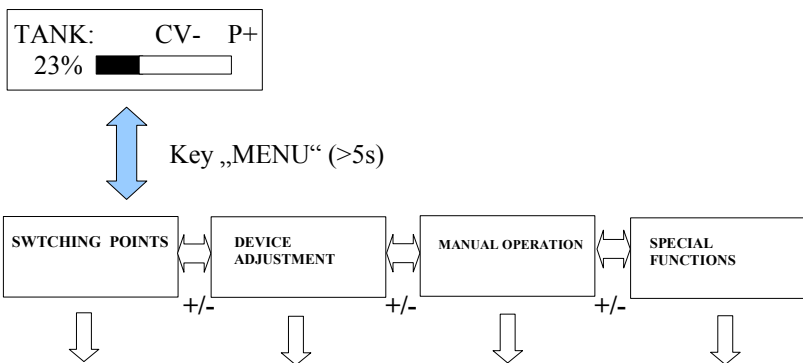 TANK: CV- P+
23%
Key „MENU“ (>5s)
SWTCHING POINTS
DEVICE
ADJUSTMENT
MANUAL OPERATION
SPECIAL
FUNCTIONS
+/-
+/-
+/-